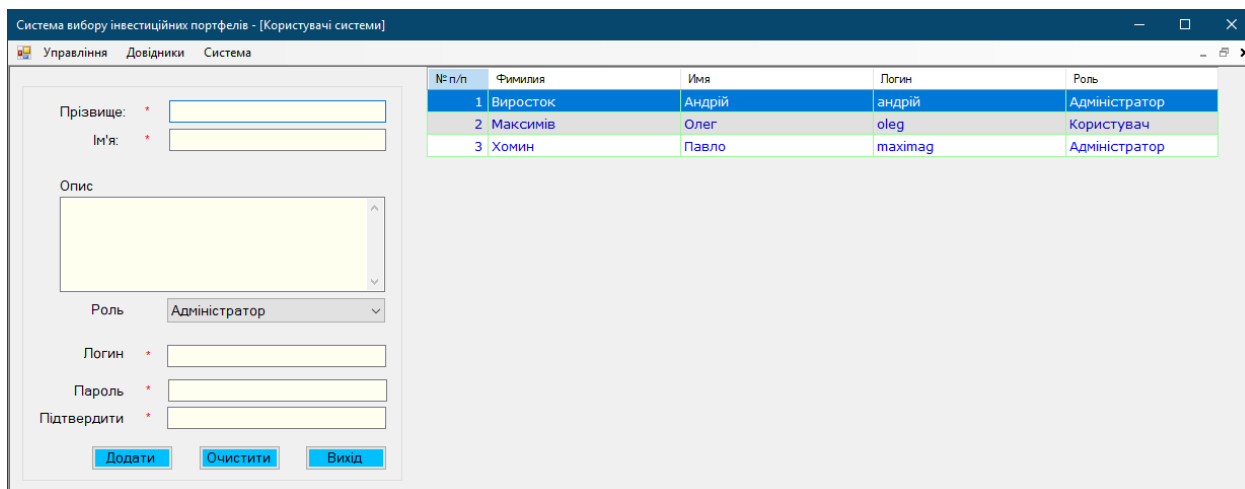 Система вибору інвестиційних портфелів - [Користувачі системи]
Управління Довідники Система
Прізвище: *
Ім'я: *
Опис
Роль Адміністратор
Логин *
Пароль *
Підтвердити *
Додати Очистити Вихід
№ п/п Фимилия Имя Логин Роль
1 Виросток Андрій андрій Адміністратор
2 Максимів Олег oleg Користувач
3 Хомин Павло maximag Адміністратор